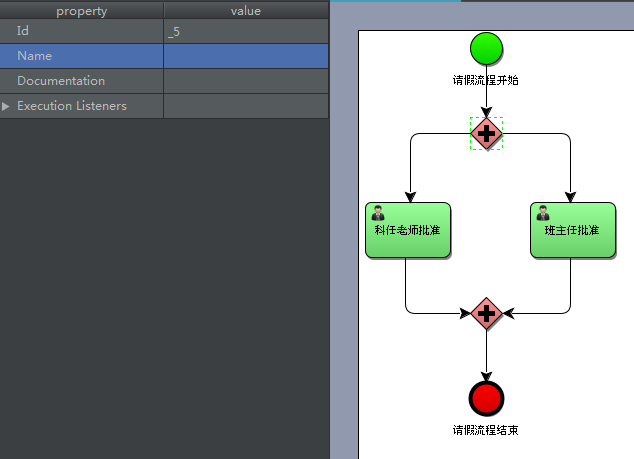 property value
Id _5
Name
Documentation
Execution Listeners
请假流程开始
科任老师批准
班主任批准
请假流程结束